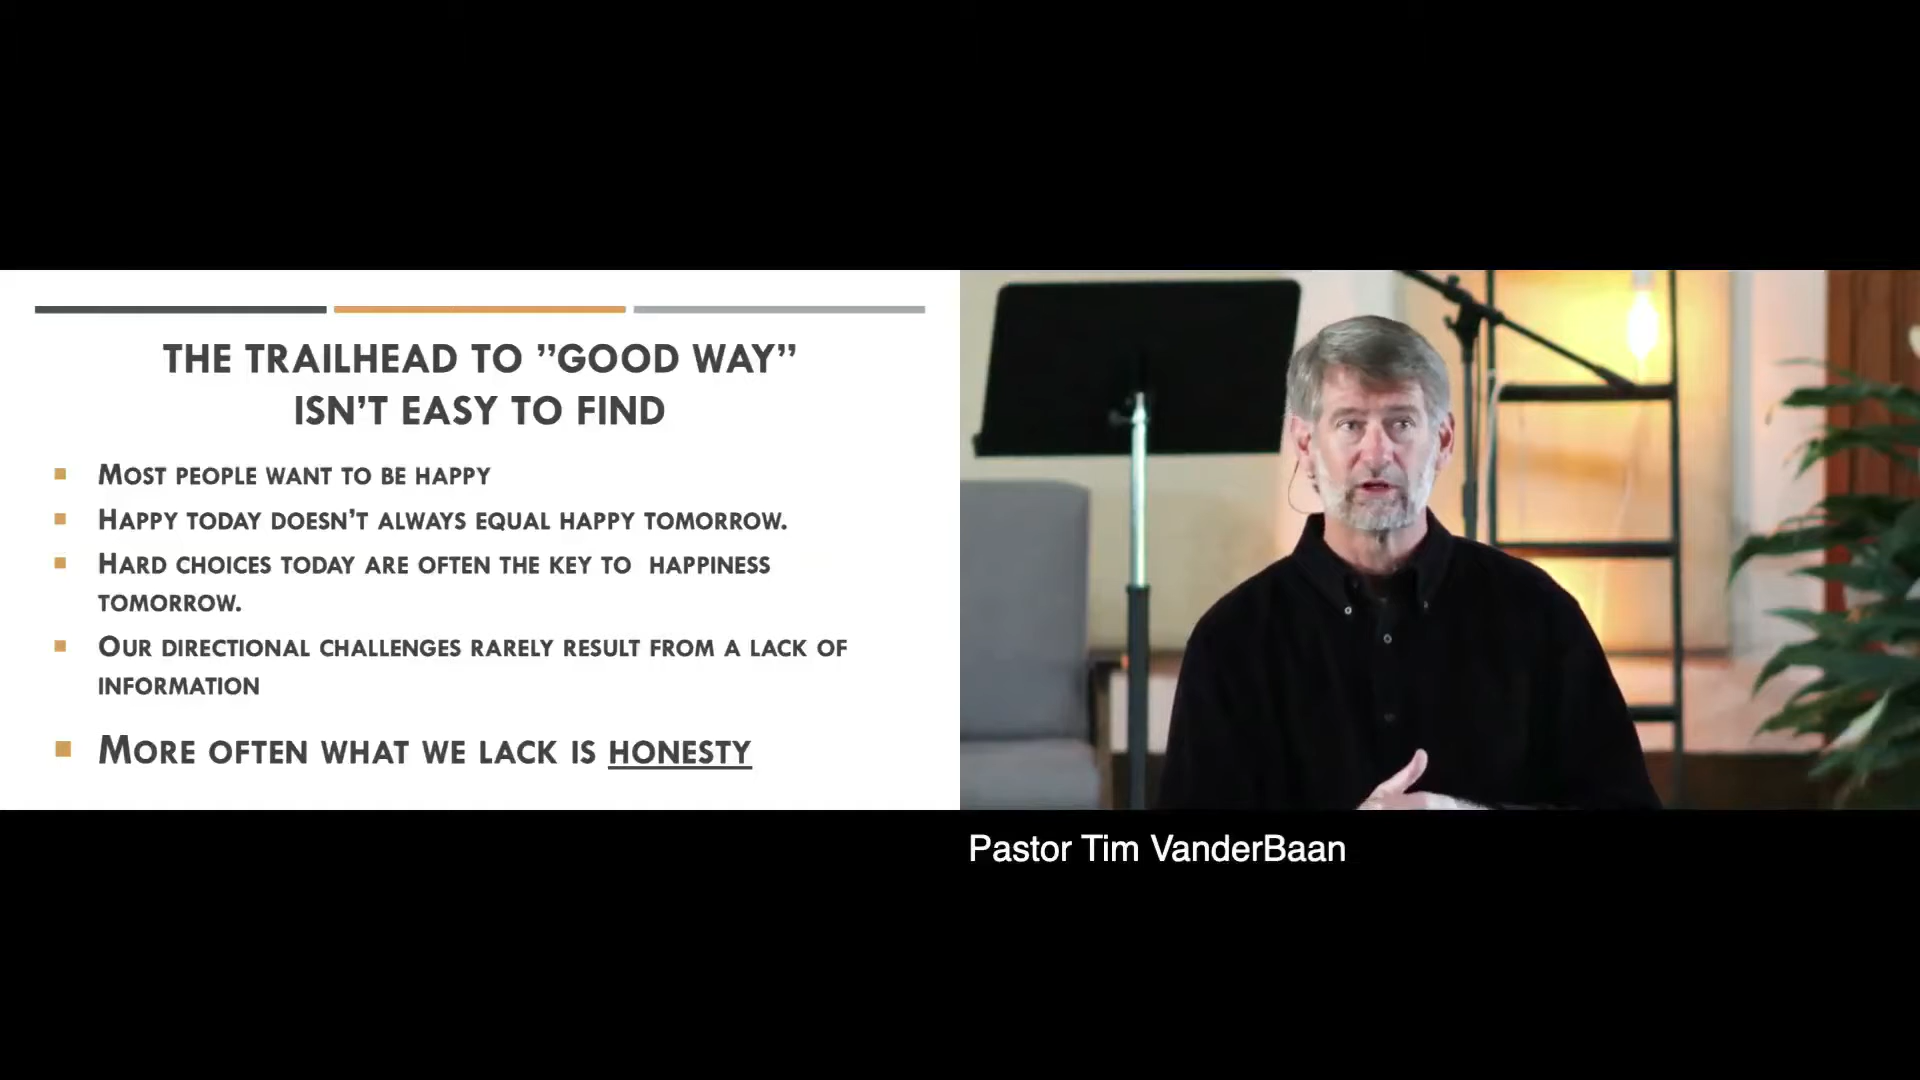 THE TRAILHEAD TO ”GOOD WAY”
ISN’T EASY TO FIND
MOST PEOPLE WANT TO BE HAPPY
HAPPY TODAY DOESN’T ALWAYS EQUAL HAPPY TOMORROW.
HARD CHOICES TODAY ARE OFTEN THE KEY TO HAPPINESS
TOMORROW.
OUR DIRECTIONAL CHALLENGES RARELY RESULT FROM A LACK OF
INFORMATION
MORE OFTEN WHAT WE LACK IS HONESTY
Pastor Tim VanderBaan